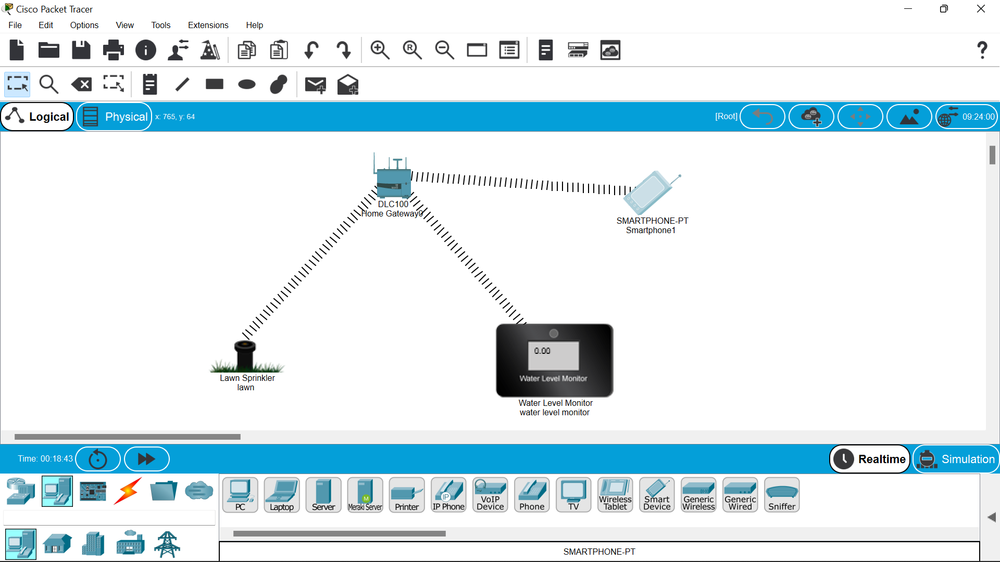 Cisco Packet Tracer
File Edit Options View Tools Extensions Help
Logical Physical x: 765, y: 64 [Root] 09:24:00
DLC100
Home Gateway0
SMARTPHONE-PT
Smartphone1
0.00
Water Level Monitor
Lawn Sprinkler
lawn
Water Level Monitor
water level monitor
Time: 00:18:43 Realtime Simulation
PC Laptop Server Meraki Server Printer IP Phone VoIP Device Phone TV Wireless Tablet Smart Device Generic Wireless Generic Wired Sniffer
SMARTPHONE-PT